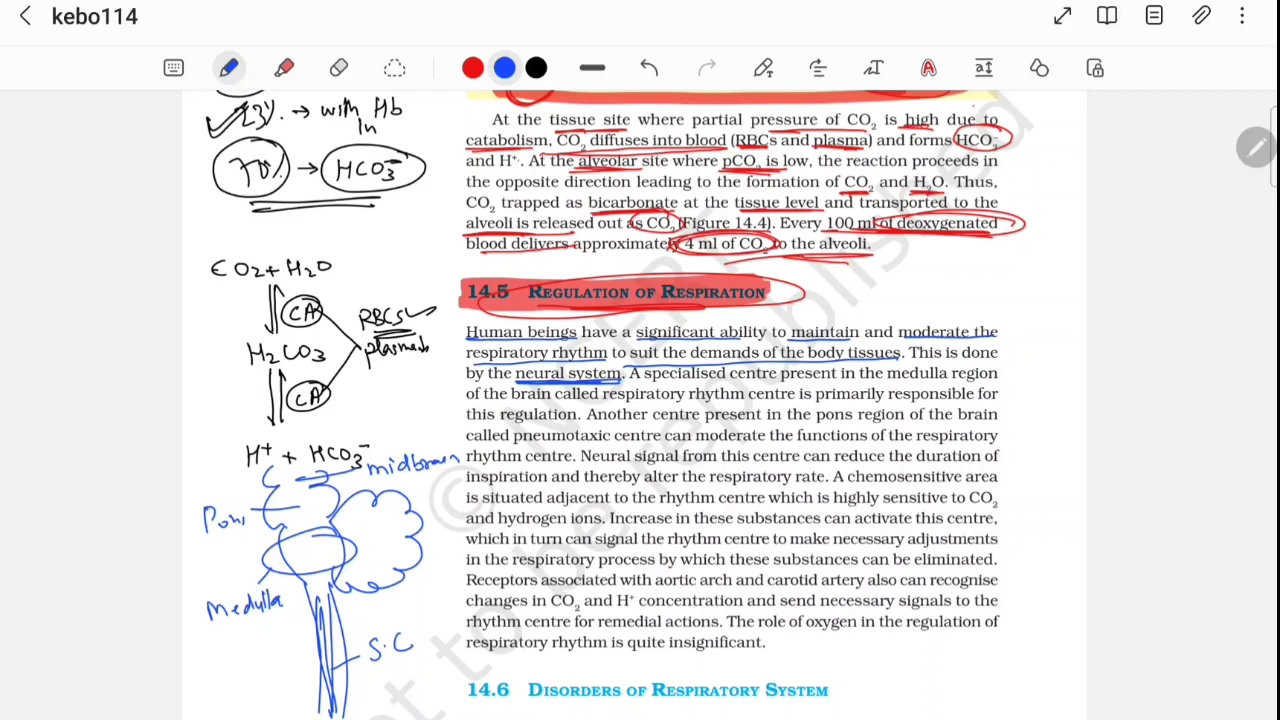 kebo114
23% → with Hb
In
70% → HCO3⁻
CO2 + H2O
CA
RBCs
H2CO3
plasma
CA
H⁺ + HCO3⁻
midbrain
Pons
Medulla
S.C
At the tissue site where partial pressure of CO₂ is high due to
catabolism, CO₂ diffuses into blood (RBCs and plasma) and forms HCO₃⁻
and H⁺. At the alveolar site where pCO₂ is low, the reaction proceeds
in the opposite direction leading to the formation of CO₂ and H₂O. Thus,
CO₂ trapped as bicarbonate at the tissue level and transported to the
alveoli is released out as CO₂ (Figure 14.4). Every 100 ml of deoxygenated
blood delivers approximately 4 ml of CO₂ to the alveoli.
14.5 REGULATION OF RESPIRATION
Human beings have a significant ability to maintain and moderate the
respiratory rhythm to suit the demands of the body tissues. This is done
by the neural system. A specialised centre present in the medulla region
of the brain called respiratory rhythm centre is primarily responsible for
this regulation. Another centre present in the pons region of the brain
called pneumotaxic centre can moderate the functions of the respiratory
rhythm centre. Neural signal from this centre can reduce the duration of
inspiration and thereby alter the respiratory rate. A chemosensitive area
is situated adjacent to the rhythm centre which is highly sensitive to CO₂
and hydrogen ions. Increase in these substances can activate this centre,
which in turn can signal the rhythm centre to make necessary adjustments
in the respiratory process by which these substances can be eliminated.
Receptors associated with aortic arch and carotid artery also can recognise
changes in CO₂ and H⁺ concentration and send necessary signals to the
rhythm centre for remedial actions. The role of oxygen in the regulation of
respiratory rhythm is quite insignificant.
14.6 DISORDERS OF RESPIRATORY SYSTEM